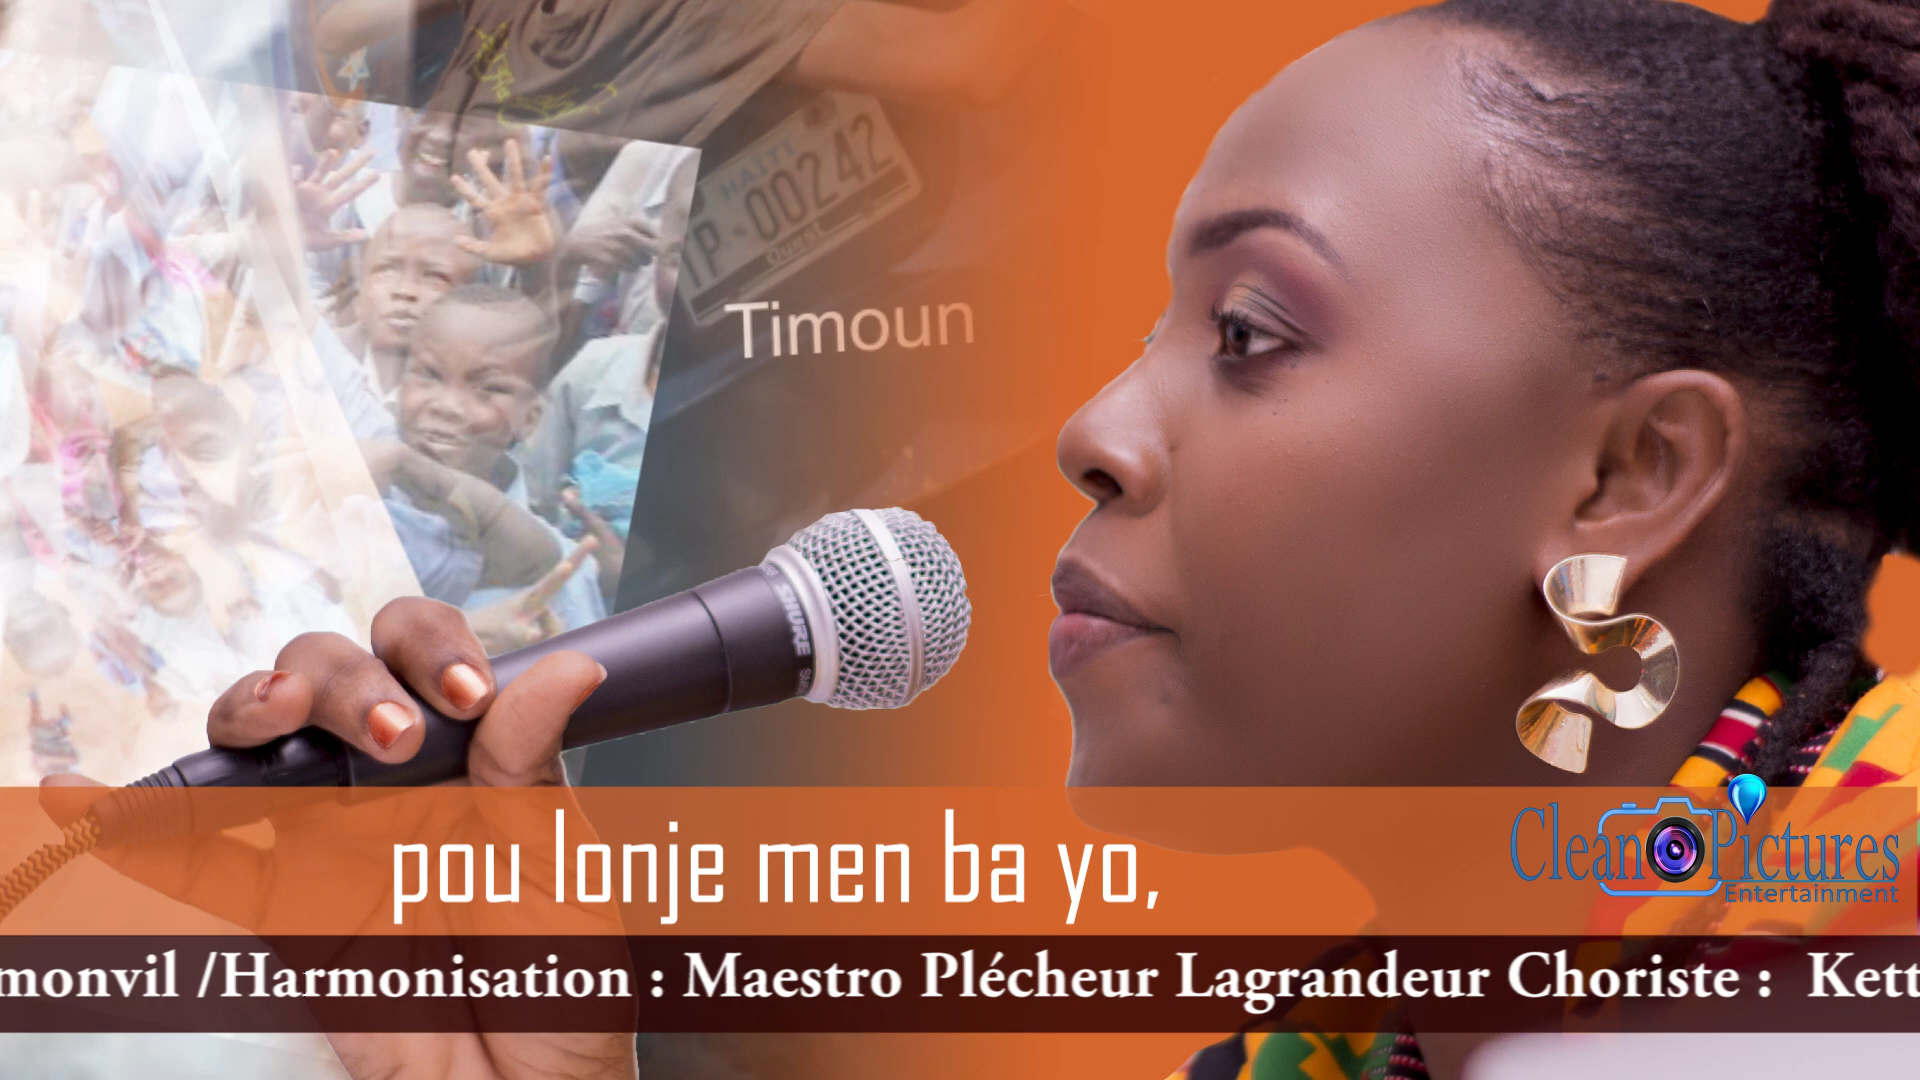 HAITI
TP-00242
Ouest
Timoun
SHURE
pou lonje men ba yo,
Clean Pictures
Entertainment
monvil /Harmonisation : Maestro Plécheur Lagrandeur Choriste : Kett